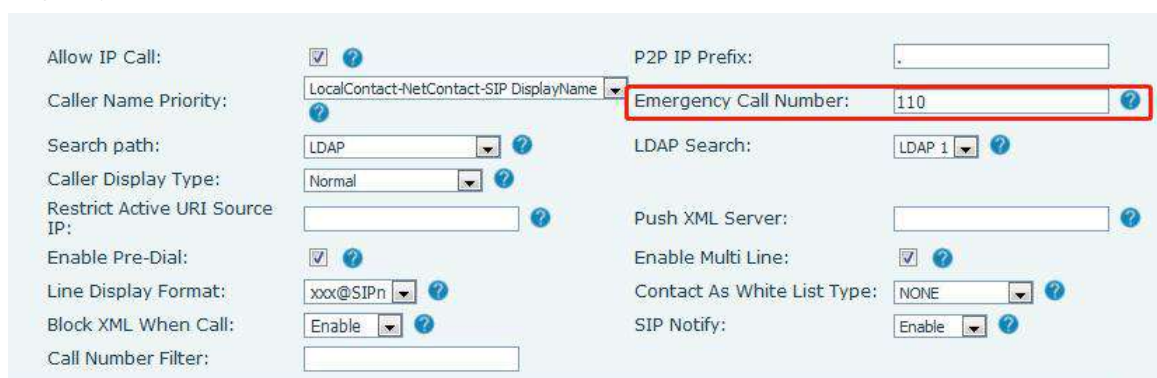 Allow IP Call: P2P IP Prefix: .
Caller Name Priority: LocalContact-NetContact-SIP DisplayName Emergency Call Number: 110
Search path: LDAP LDAP Search: LDAP 1
Caller Display Type: Normal
Restrict Active URI Source
IP: Push XML Server:
Enable Pre-Dial: Enable Multi Line:
Line Display Format: xxx@SIPn Contact As White List Type: NONE
Block XML When Call: Enable SIP Notify: Enable
Call Number Filter: